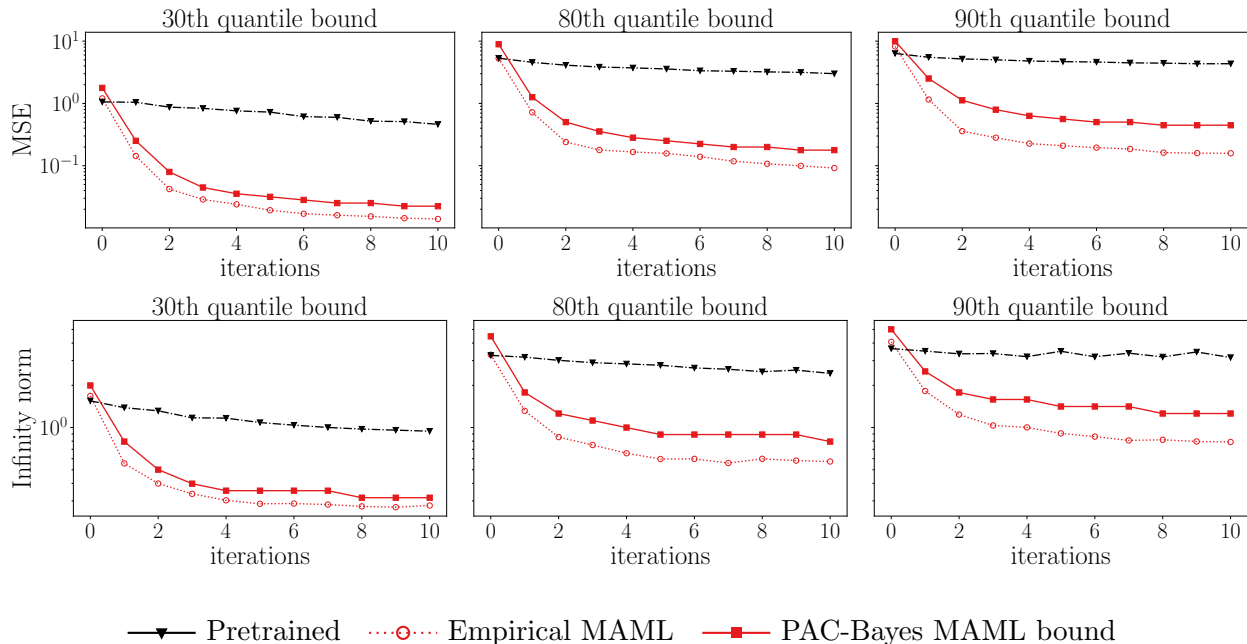 30th quantile bound
80th quantile bound
90th quantile bound
MSE
10^1
10^0
10^−1
0 2 4 6 8 10
0 2 4 6 8 10
0 2 4 6 8 10
iterations
iterations
iterations
30th quantile bound
80th quantile bound
90th quantile bound
Infinity norm
10^0
0 2 4 6 8 10
0 2 4 6 8 10
0 2 4 6 8 10
iterations
iterations
iterations
Pretrained Empirical MAML PAC-Bayes MAML bound